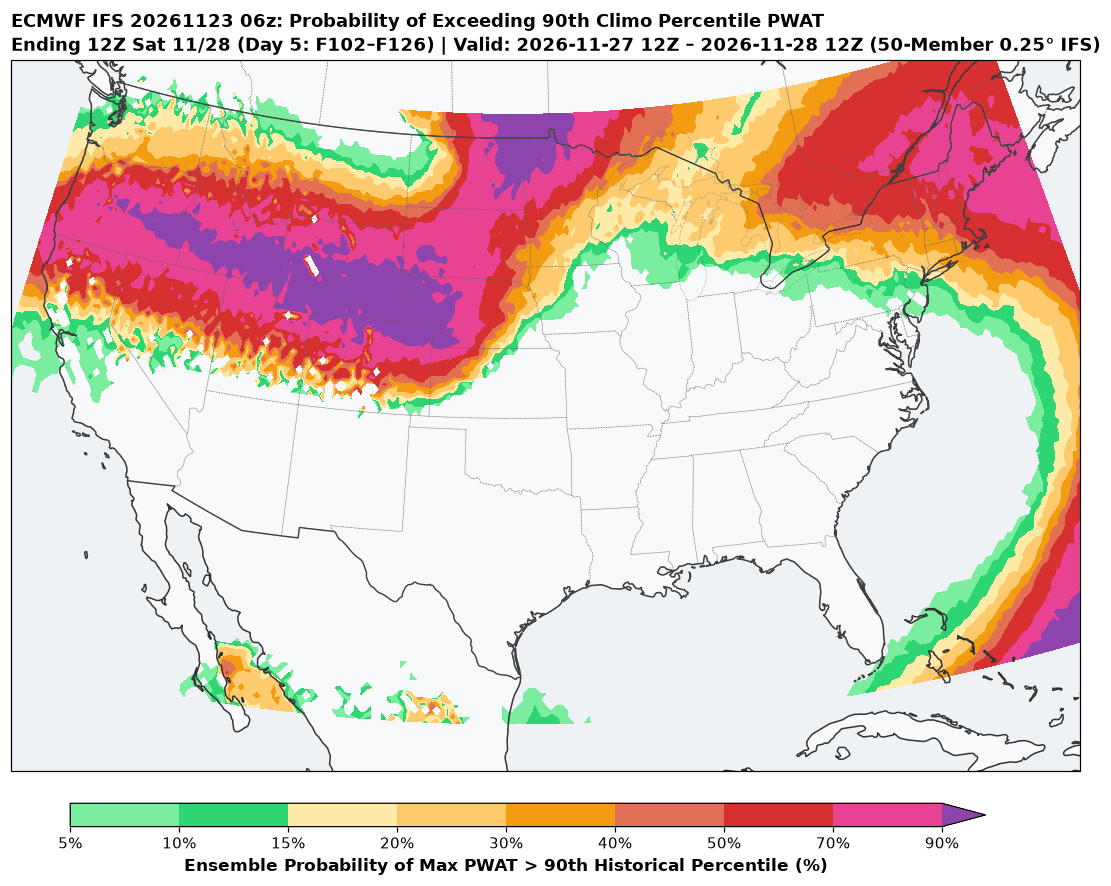 ECMWF IFS 20261123 06z: Probability of Exceeding 90th Climo Percentile PWAT
Ending 12Z Sat 11/28 (Day 5: F102–F126) | Valid: 2026-11-27 12Z – 2026-11-28 12Z (50-Member 0.25° IFS)
5% 10% 15% 20% 30% 40% 50% 70% 90%
Ensemble Probability of Max PWAT > 90th Historical Percentile (%)